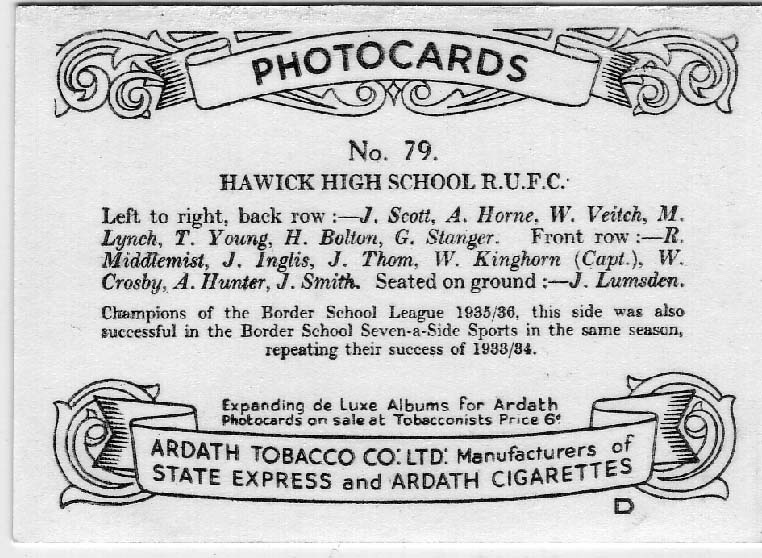 PHOTOCARDS
No. 79.
HAWICK HIGH SCHOOL R.U.F.C.
Left to right, back row :—J. Scott, A. Horne, W. Veitch, M.
Lynch, T. Young, H. Bolton, G. Stanger. Front row :—R.
Middlemist, J. Inglis, J. Thom, W. Kinghorn (Capt.), W.
Crosby, A. Hunter, J. Smith. Seated on ground :—J. Lumsden.
Champions of the Border School League 1935/36, this side was also
successful in the Border School Seven-a-Side Sports in the same season,
repeating their success of 1933/34.
Expanding de Luxe Albums for Ardath
Photocards on sale at Tobacconists Price 6d
ARDATH TOBACCO CO: LTD: Manufacturers of
STATE EXPRESS and ARDATH CIGARETTES
D